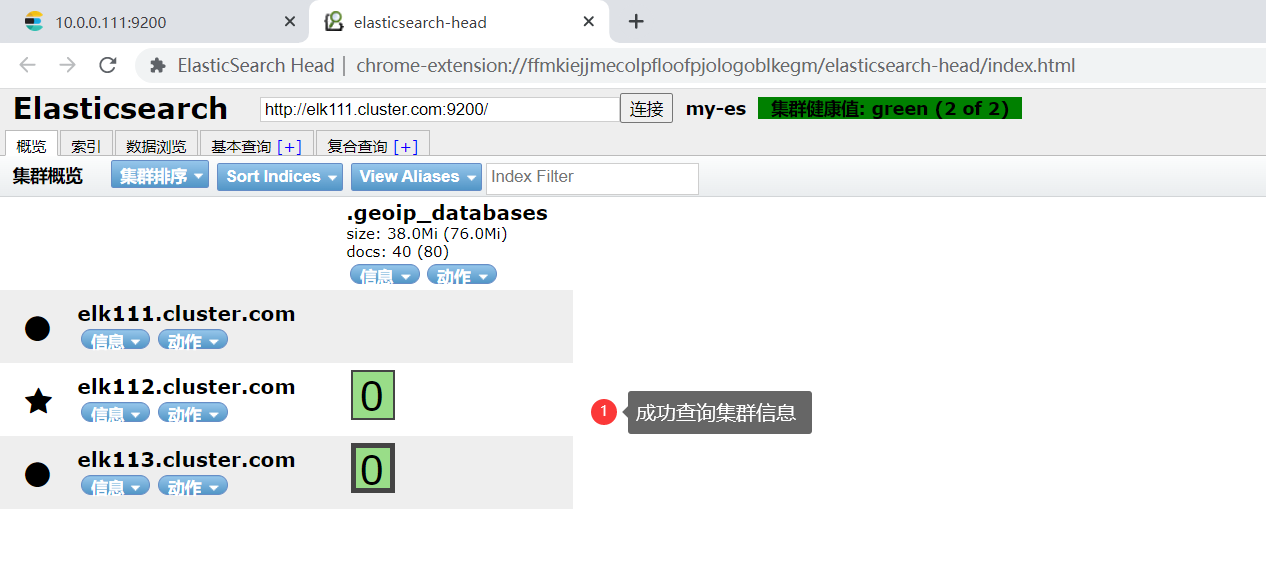 10.0.0.111:9200
elasticsearch-head
ElasticSearch Head | chrome-extension://ffmkiejjmecolpfloofpjologoblkegm/elasticsearch-head/index.html
Elasticsearch http://elk111.cluster.com:9200/ 连接 my-es 集群健康值: green (2 of 2)
概览 索引 数据浏览 基本查询 [+] 复合查询 [+]
集群概览 集群排序 Sort Indices View Aliases Index Filter
.geoip_databases
size: 38.0Mi (76.0Mi)
docs: 40 (80)
信息 动作
elk111.cluster.com
信息 动作
elk112.cluster.com
信息 动作
0
1 成功查询集群信息
elk113.cluster.com
信息 动作
0